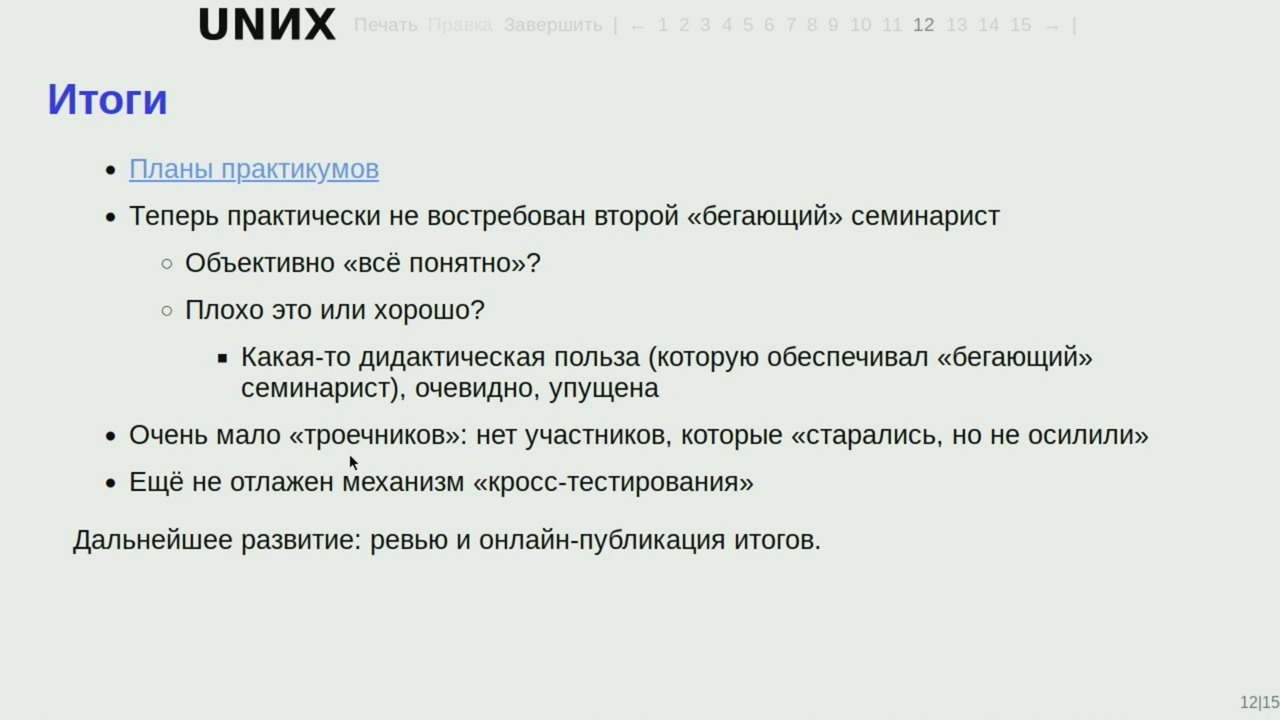 UNИX Печать Правка Завершить | ← 1 2 3 4 5 6 7 8 9 10 11 12 13 14 15 → |
Итоги
• Планы практикумов
• Теперь практически не востребован второй «бегающий» семинарист
○ Объективно «всё понятно»?
○ Плохо это или хорошо?
▪ Какая-то дидактическая польза (которую обеспечивал «бегающий»
семинарист), очевидно, упущена
• Очень мало «троечников»: нет участников, которые «старались, но не осилили»
• Ещё не отлажен механизм «кросс-тестирования»
Дальнейшее развитие: ревью и онлайн-публикация итогов.
12|15